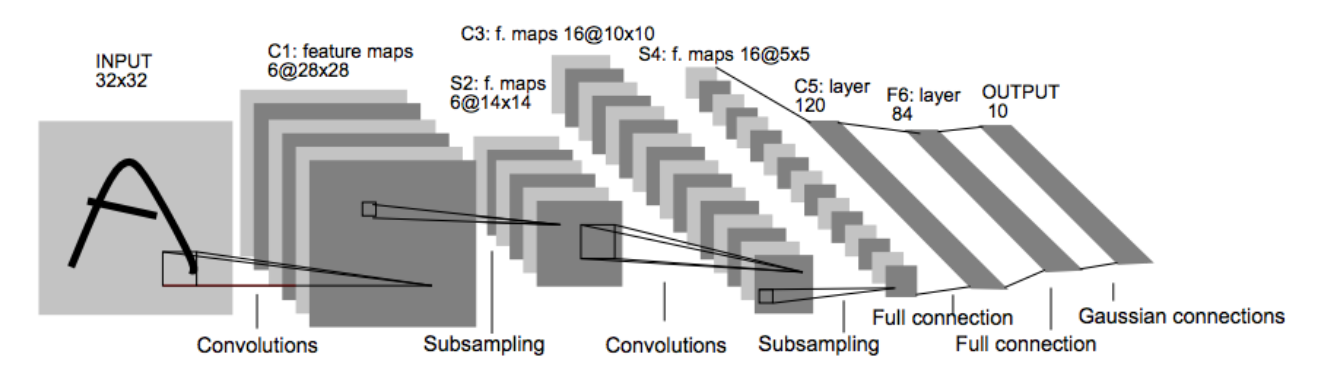 INPUT
32x32
C1: feature maps
6@28x28
S2: f. maps
6@14x14
C3: f. maps 16@10x10
S4: f. maps 16@5x5
C5: layer
120
F6: layer
84
OUTPUT
10
A
Convolutions
Subsampling
Convolutions
Subsampling
Full connection
Full connection
Gaussian connections